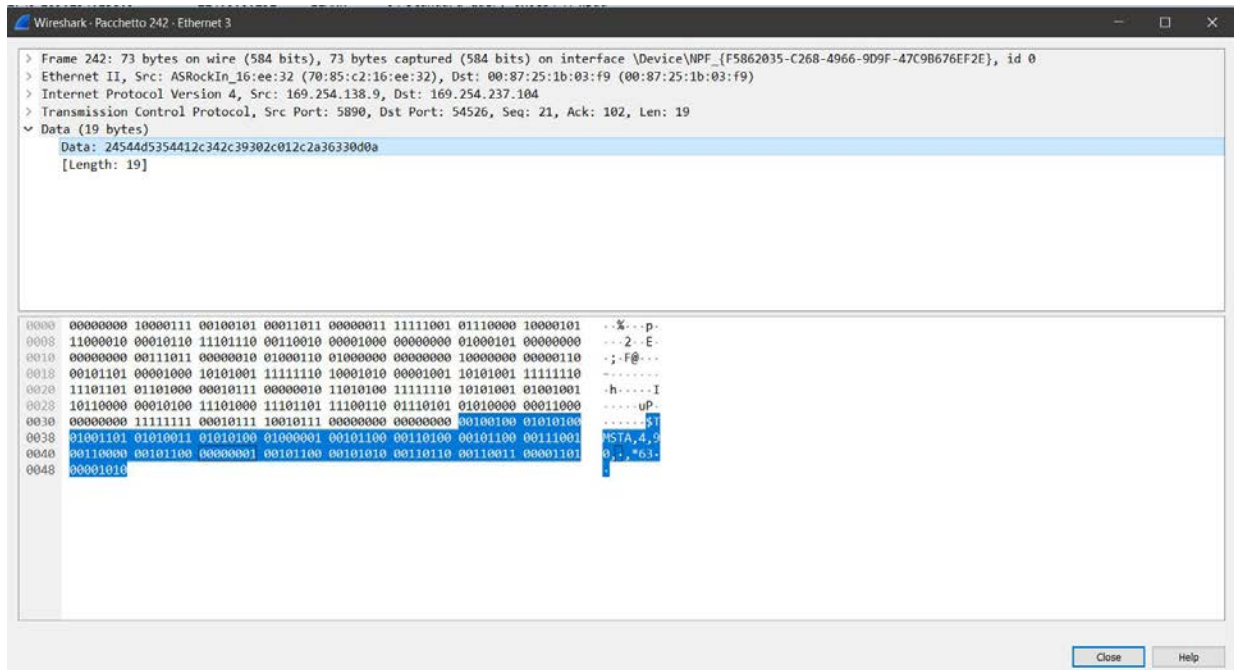 Wireshark · Pacchetto 242 · Ethernet 3
> Frame 242: 73 bytes on wire (584 bits), 73 bytes captured (584 bits) on interface \Device\NPF_{F5862035-C268-4966-9D9F-47C9B676EF2E}, id 0
> Ethernet II, Src: ASRockIn_16:ee:32 (70:85:c2:16:ee:32), Dst: 00:87:25:1b:03:f9 (00:87:25:1b:03:f9)
> Internet Protocol Version 4, Src: 169.254.138.9, Dst: 169.254.237.104
> Transmission Control Protocol, Src Port: 5890, Dst Port: 54526, Seq: 21, Ack: 102, Len: 19
Data (19 bytes)
Data: 24544d5354412c342c39302c012c2a36330d0a
[Length: 19]
0000 00000000 10000111 00100101 00011011 00000011 11111001 01110000 10000101 ··%···p·
0008 11000010 00010110 11101110 00110010 00001000 00000000 01000101 00000000 ···2··E·
0010 00000000 00111011 00000010 01000110 01000000 00000000 10000000 00000110 ·;·F@···
0018 00101101 00001000 10101001 11111110 10001010 00001001 10101001 11111110 -·······
0020 11101101 01101000 00010111 00000010 11010100 11111110 10101001 01001001 ·h·····I
0028 10110000 00010100 11101000 11101101 11100110 01110101 01010000 00011000 ·····uP·
0030 00000000 11111111 00010111 10010111 00000000 00000000 00100100 01010100 ······$T
0038 01001101 01010011 01010100 01000001 00101100 00110100 00101100 00111001 MSTA,4,9
0040 00110000 00101100 00000001 00101100 00101010 00110110 00110011 00001101 0,·,*63·
0048 00001010 ·
Close Help